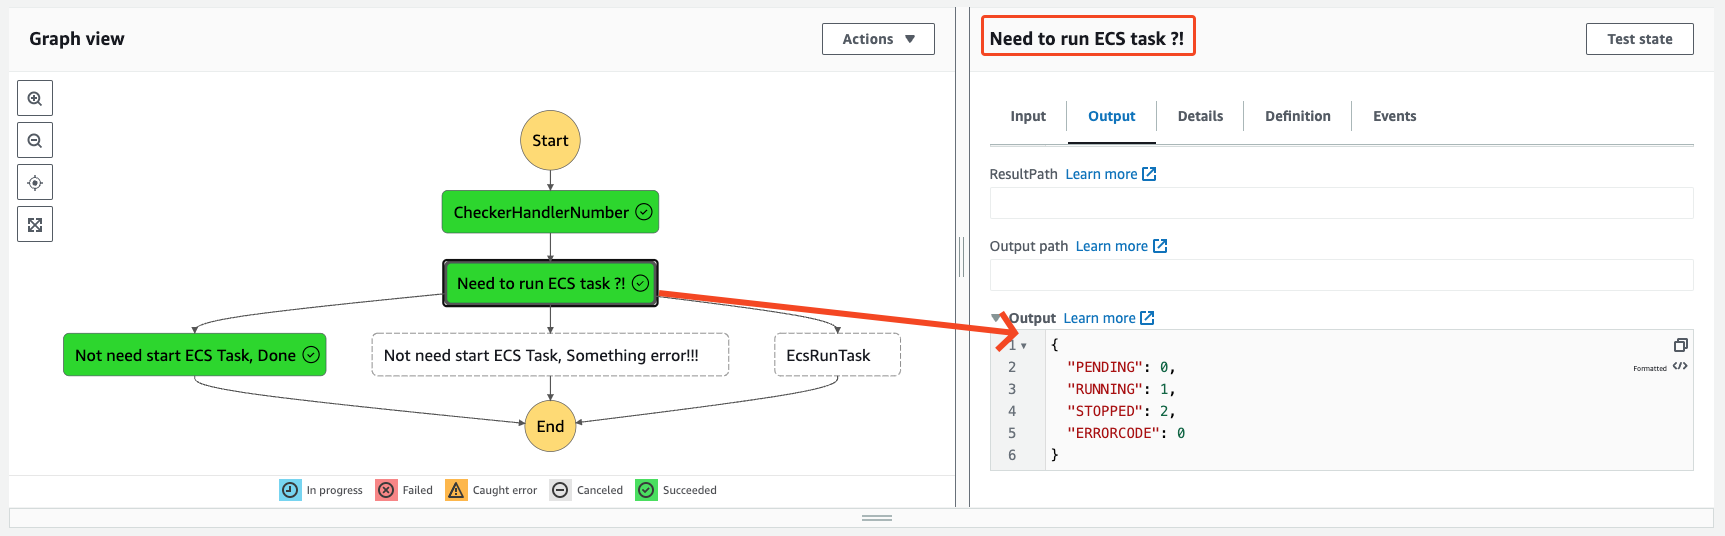 Graph view
Actions
Start
CheckerHandlerNumber
Need to run ECS task ?!
Not need start ECS Task, Done
Not need start ECS Task, Something error!!!
EcsRunTask
End
In progress
Failed
Caught error
Canceled
Succeeded
Need to run ECS task ?!
Test state
Input
Output
Details
Definition
Events
ResultPath Learn more
Output path Learn more
Output Learn more
1 {
2 "PENDING": 0,
3 "RUNNING": 1,
4 "STOPPED": 2,
5 "ERRORCODE": 0
6 }
Formatted